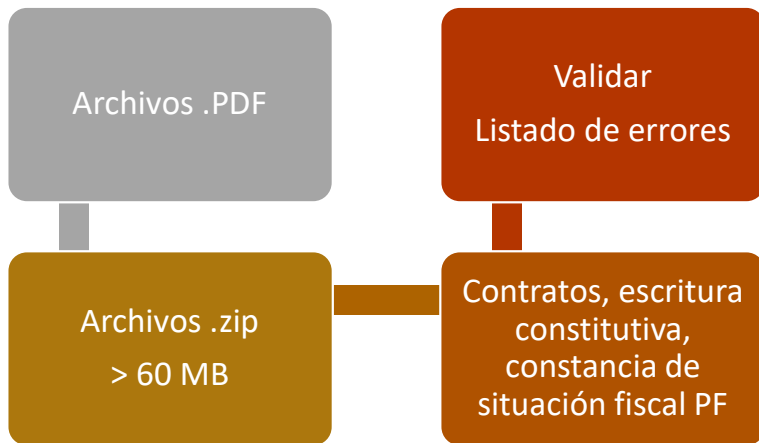 Archivos .PDF
Archivos .zip
> 60 MB
Contratos, escritura
constitutiva,
constancia de
situación fiscal PF
Validar
Listado de errores